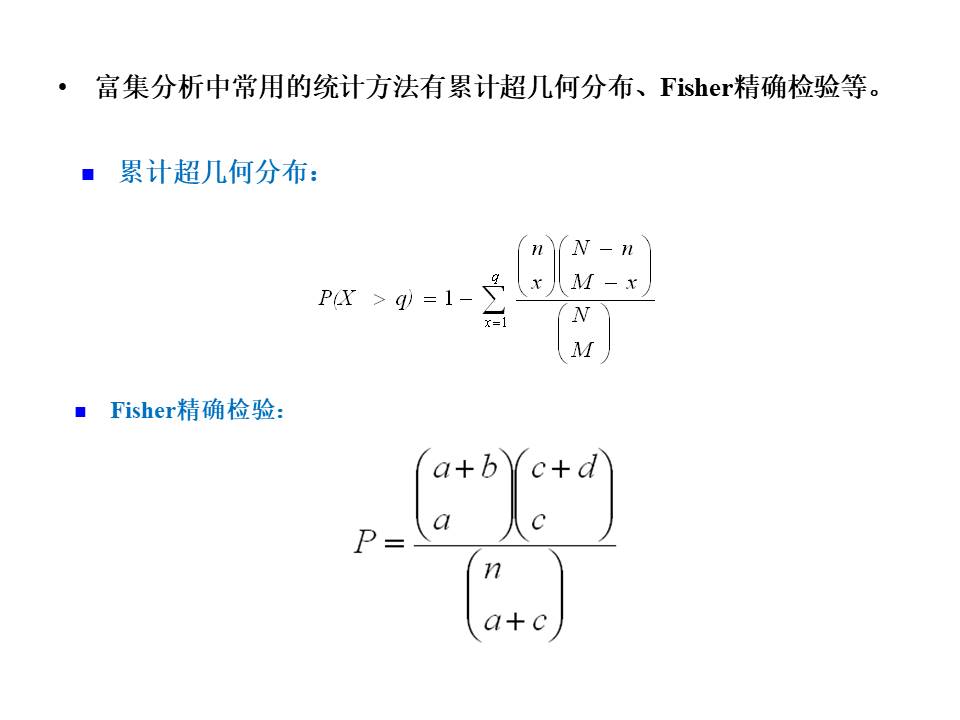 • 富集分析中常用的统计方法有累计超几何分布、Fisher精确检验等。
■ 累计超几何分布：
P(X > q) = 1 − \sum_{x=1}^{q} \frac{\binom{n}{x}\binom{N − n}{M − x}}{\binom{N}{M}}
■ Fisher精确检验：
P = \frac{\binom{a+b}{a}\binom{c+d}{c}}{\binom{n}{a+c}}